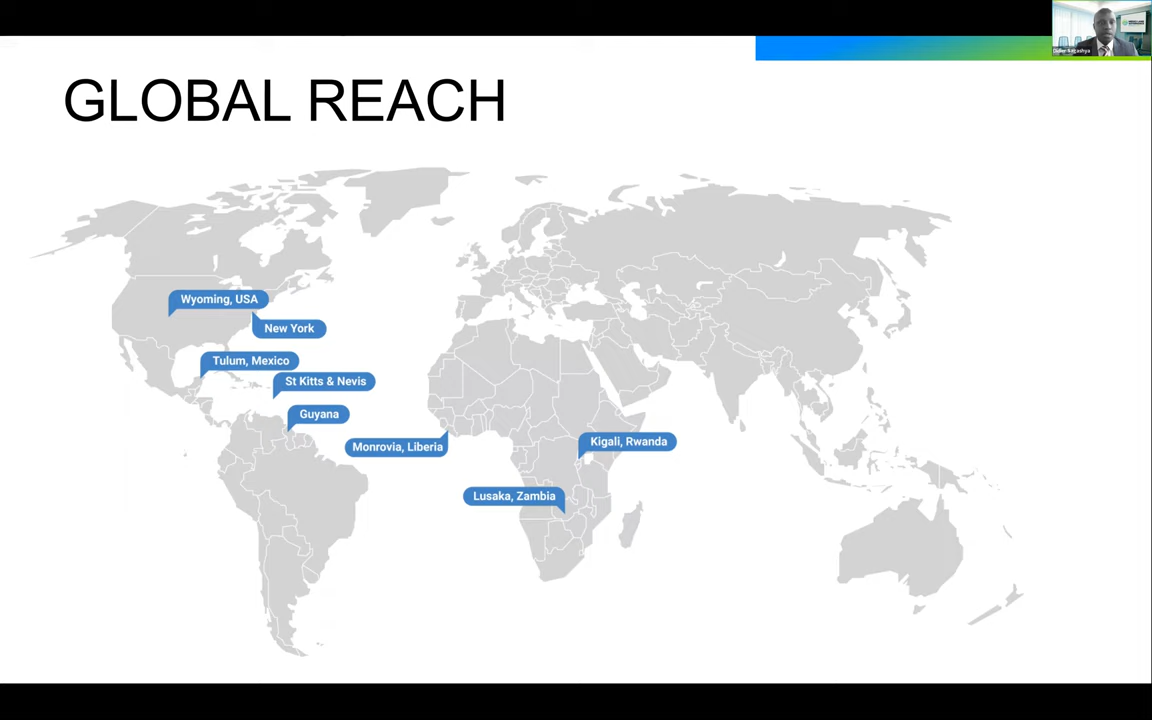 GLOBAL REACH
Wyoming, USA
New York
Tulum, Mexico
St Kitts & Nevis
Guyana
Monrovia, Liberia
Kigali, Rwanda
Lusaka, Zambia